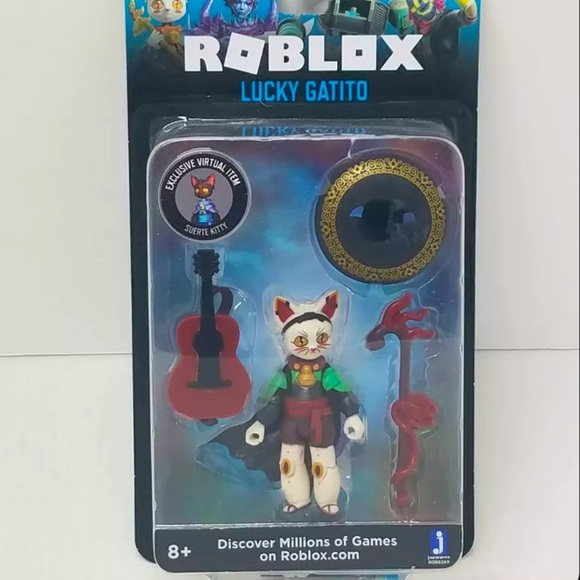 ROBLOX
LUCKY GATITO
EXCLUSIVE VIRTUAL ITEM
SUERTE KITTY
8+
Discover Millions of Games
on Roblox.com
j